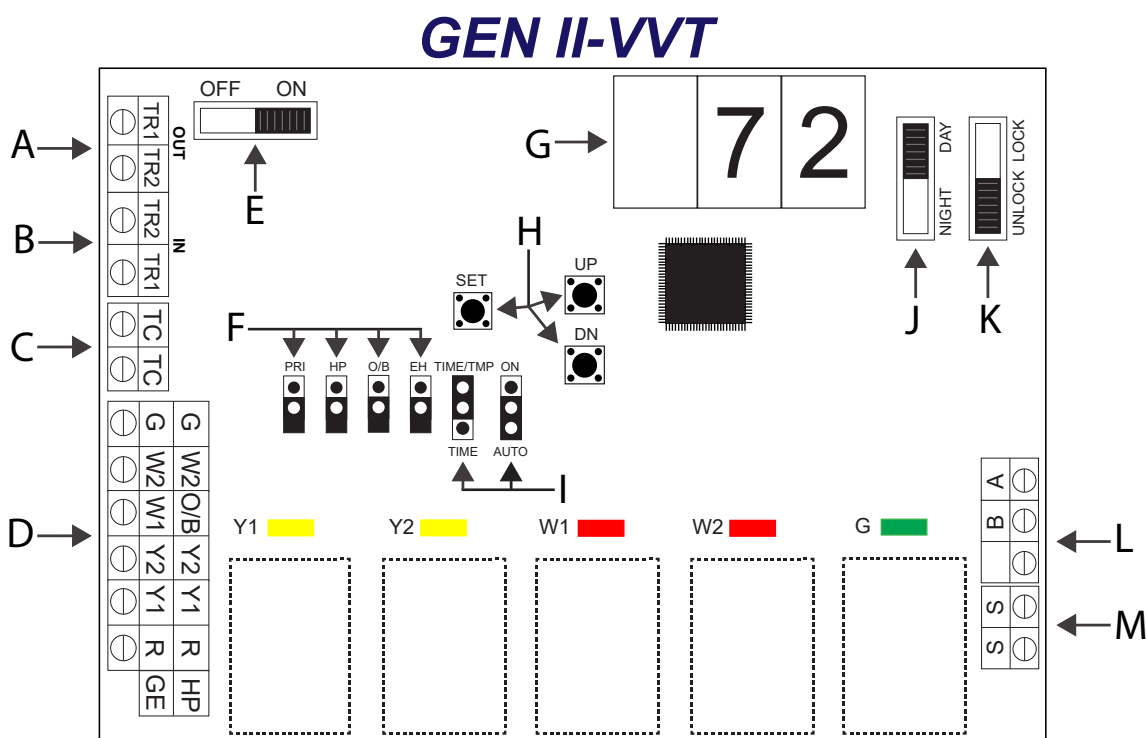 GEN II-VVT
OFF ON
TR1 TR2 OUT
TR2 TR1 IN
TC TC
G W2 W1 Y2 Y1 R GE
G W2 O/B Y2 Y1 R HP
A
B
C
D
E
F
G
72
H
SET
UP
DN
PRI HP O/B EH TIME/TMP ON
TIME AUTO
I
DAY
NIGHT
LOCK
UNLOCK
J
K
Y1 Y2 W1 W2 G
A
B
S
S
L
M